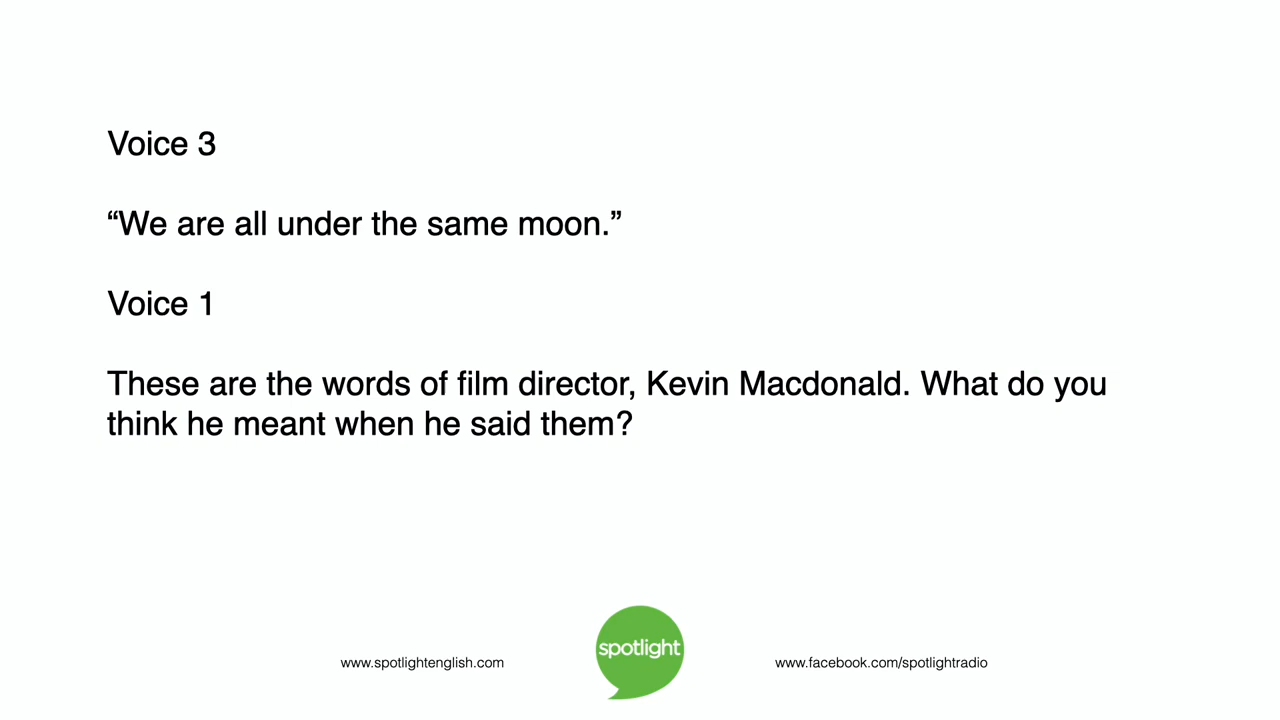 Voice 3
“We are all under the same moon.”
Voice 1
These are the words of film director, Kevin Macdonald. What do you
think he meant when he said them?
www.spotlightenglish.com
spotlight
www.facebook.com/spotlightradio